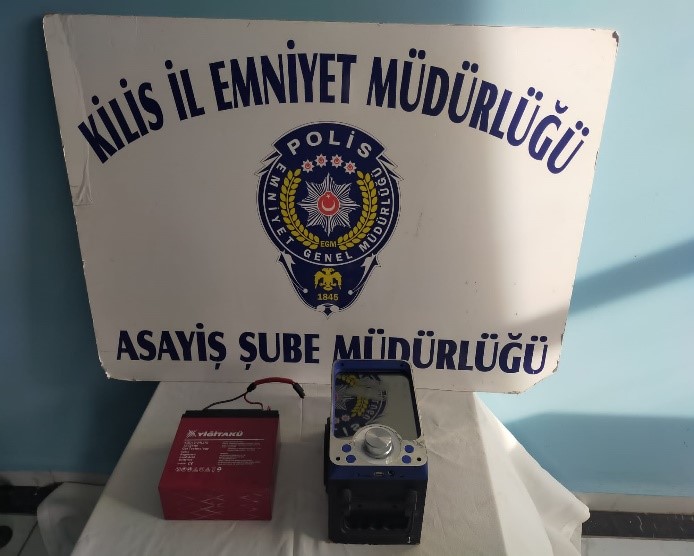 KİLİS İL EMNİYET MÜDÜRLÜĞÜ
POLİS
EMNİYET GENEL MÜDÜRLÜĞÜ
EGM
1845
ASAYİŞ ŞUBE MÜDÜRLÜĞÜ
YİĞİTAKÜ